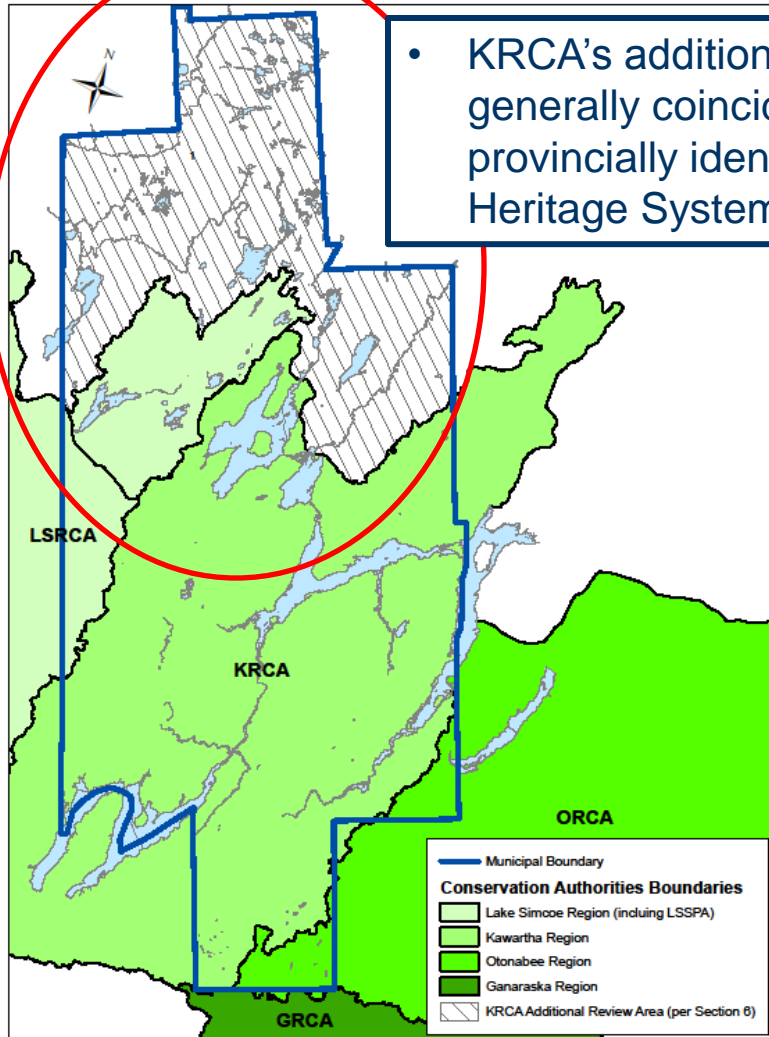 N
• KRCA's addition
generally coincid
provincially iden
Heritage System
1
LSRCA
KRCA
ORCA
GRCA
Municipal Boundary
Conservation Authorities Boundaries
Lake Simcoe Region (incluing LSSPA)
Kawartha Region
Otonabee Region
Ganaraska Region
KRCA Additional Review Area (per Section 6)